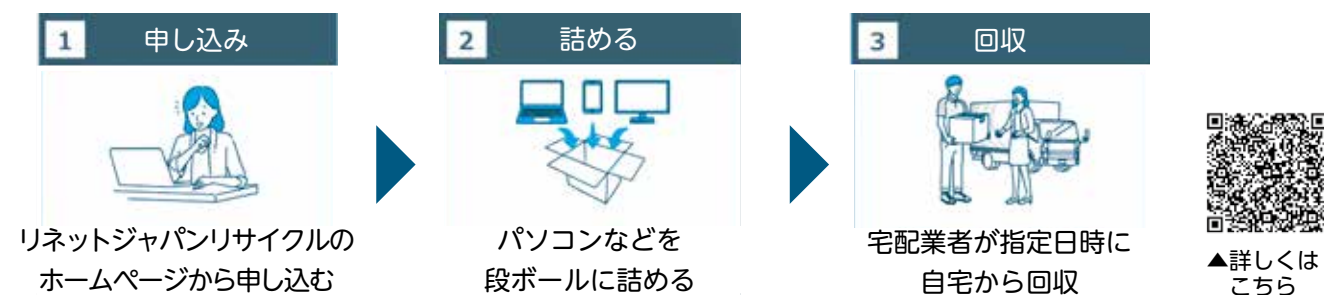 1 申し込み
リネットジャパンリサイクルの
ホームページから申し込む
2 詰める
パソコンなどを
段ボールに詰める
3 回収
宅配業者が指定日時に
自宅から回収
▲詳しくは
こちら